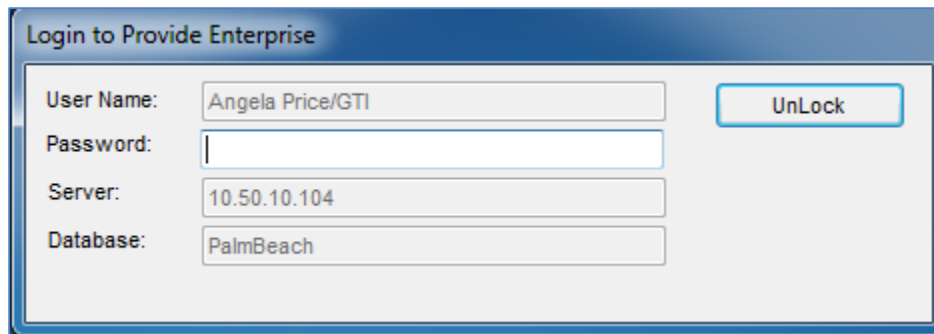 Login to Provide Enterprise
User Name: Angela Price/GTI UnLock
Password:
Server: 10.50.10.104
Database: PalmBeach